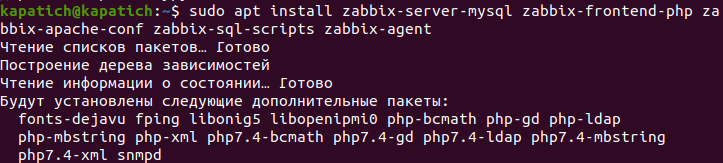 kapatich@kapatich:~$ sudo apt install zabbix-server-mysql zabbix-frontend-php za
bbix-apache-conf zabbix-sql-scripts zabbix-agent
Чтение списков пакетов… Готово
Построение дерева зависимостей
Чтение информации о состоянии… Готово
Будут установлены следующие дополнительные пакеты:
  fonts-dejavu fping libonig5 libopenipmi0 php-bcmath php-gd php-ldap
  php-mbstring php-xml php7.4-bcmath php7.4-gd php7.4-ldap php7.4-mbstring
  php7.4-xml snmpd